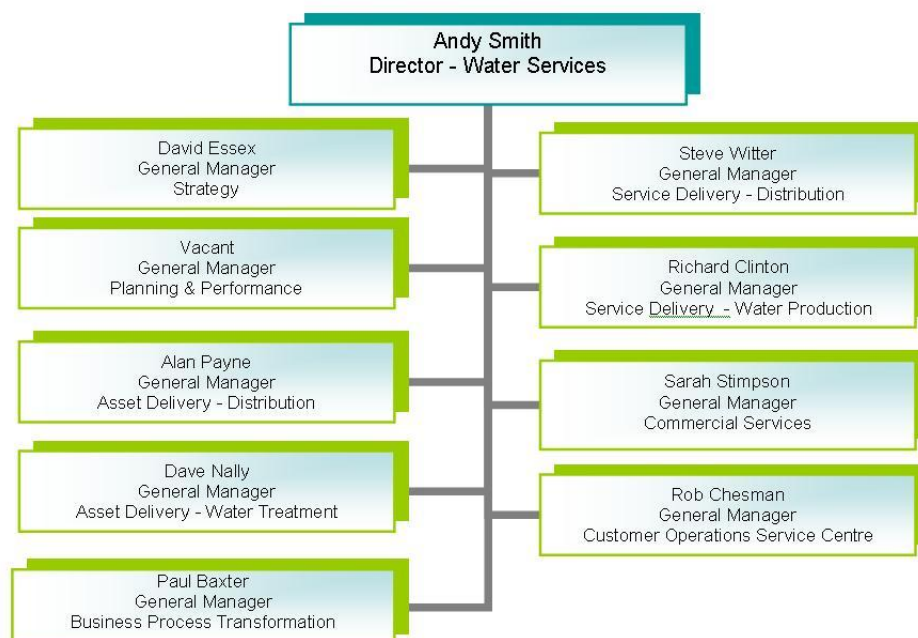 Andy Smith
Director - Water Services
David Essex
General Manager
Strategy
Vacant
General Manager
Planning & Performance
Alan Payne
General Manager
Asset Delivery - Distribution
Dave Nally
General Manager
Asset Delivery - Water Treatment
Paul Baxter
General Manager
Business Process Transformation
Steve Witter
General Manager
Service Delivery - Distribution
Richard Clinton
General Manager
Service Delivery - Water Production
Sarah Stimpson
General Manager
Commercial Services
Rob Chesman
General Manager
Customer Operations Service Centre